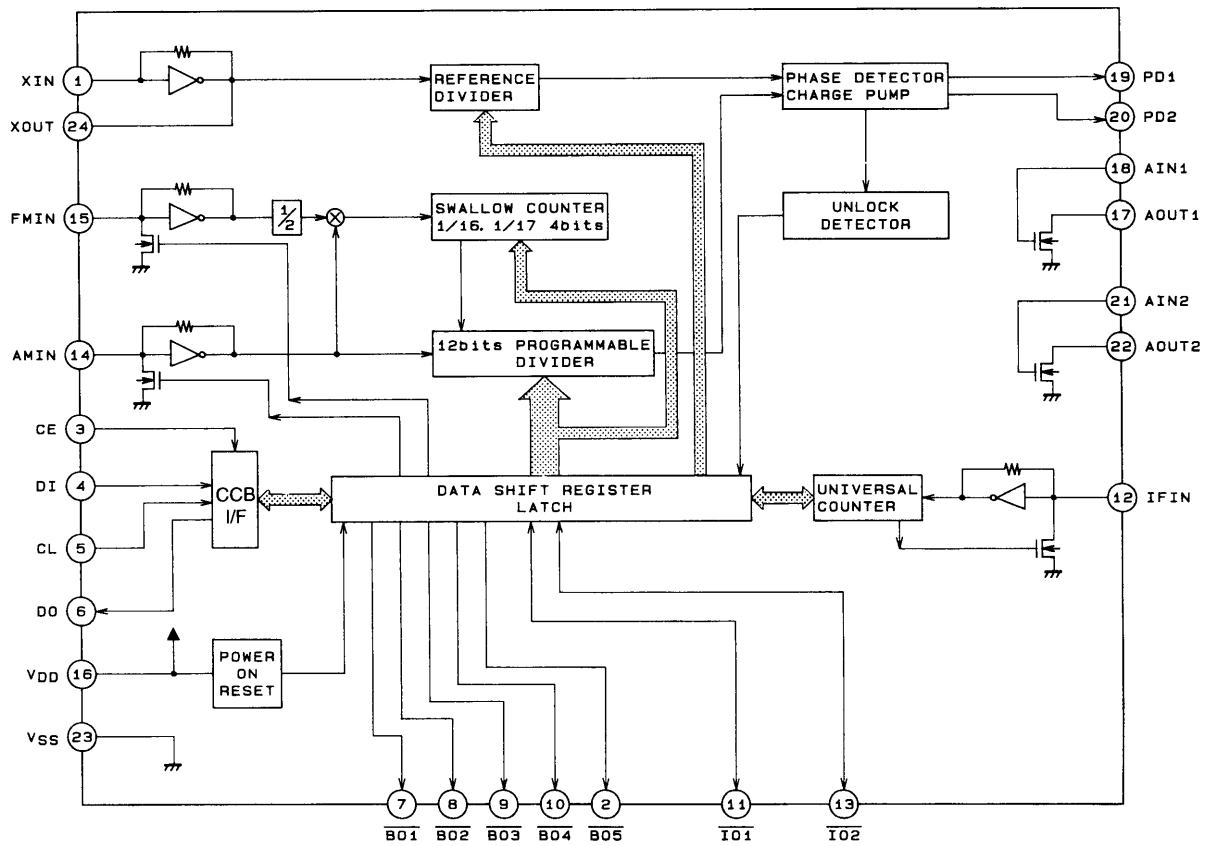 XIN 1
REFERENCE
DIVIDER
PHASE DETECTOR
CHARGE PUMP
19 PD1
XOUT 24
20 PD2
18 AIN1
FMIN 15
1/2
SWALLOW COUNTER
1/16. 1/17 4bits
UNLOCK
DETECTOR
17 AOUT1
21 AIN2
AMIN 14
12bits PROGRAMMABLE
DIVIDER
22 AOUT2
CE 3
DI 4
CCB
I/F
DATA SHIFT REGISTER
LATCH
UNIVERSAL
COUNTER
12 IFIN
CL 5
DO 6
VDD 16
POWER
ON
RESET
VSS 23
7 8 9 10 2 11 13
BO1 BO2 BO3 BO4 BO5 IO1 IO2